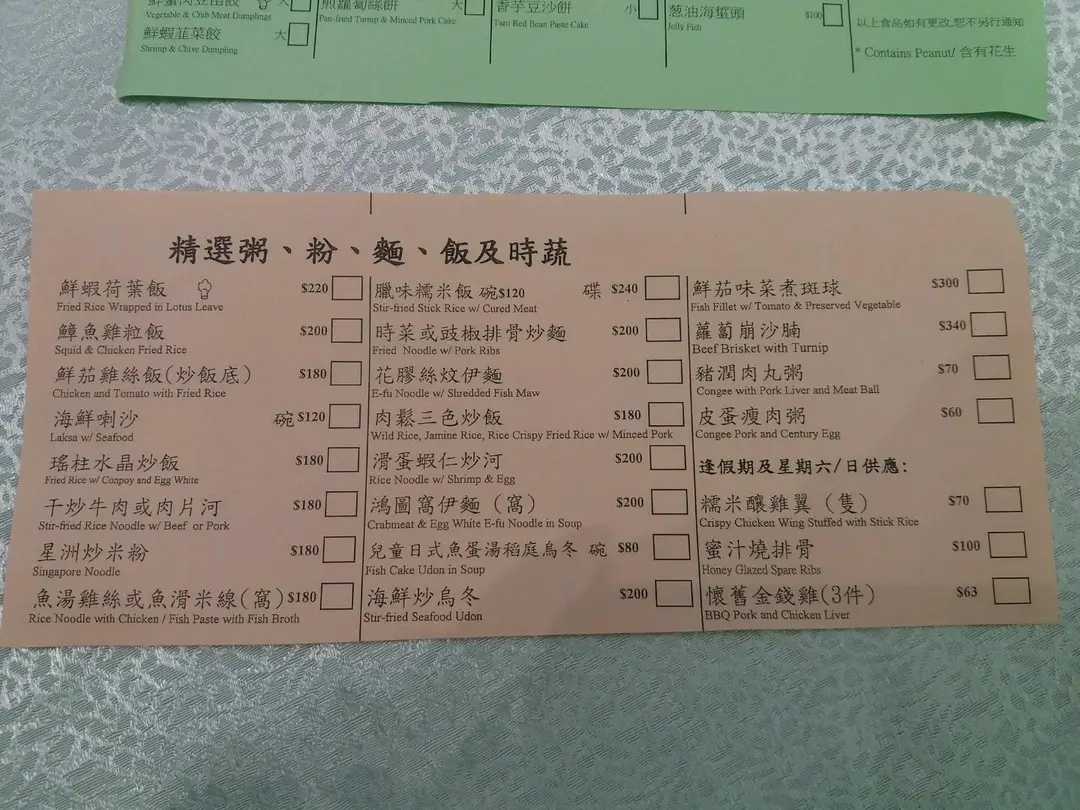 Vegetable & Crab Meat Dumplings
大
鮮蝦韮菜餃 大
Shrimp & Chive Dumpling
煎蘿蔔絲餅 大
Pan-fried Turnip & Minced Pork Cake
香芋豆沙餅 小
Taro Red Bean Paste Cake
葱油海蜇頭 $100
Jelly Fish
以上食品如有更改,恕不另行通知
* Contains Peanut/ 含有花生
精選粥、粉、麵、飯及時蔬
鮮蝦荷葉飯 $220
Fried Rice Wrapped in Lotus Leave
鱆魚雞粒飯 $200
Squid & Chicken Fried Rice
鮮茄雞絲飯(炒飯底) $180
Chicken and Tomato with Fried Rice
海鮮喇沙 碗 $120
Laksa w/ Seafood
瑤柱水晶炒飯 $180
Fried Rice w/ Conpoy and Egg White
干炒牛肉或肉片河 $180
Stir-fried Rice Noodle w/ Beef or Pork
星洲炒米粉 $180
Singapore Noodle
魚湯雞絲或魚滑米線(窩) $180
Rice Noodle with Chicken / Fish Paste with Fish Broth
臘味糯米飯 碗$120 碟 $240
Stir-fried Stick Rice w/ Cured Meat
時菜或豉椒排骨炒麵 $200
Fried Noodle w/ Pork Ribs
花膠絲炆伊麵 $200
E-fu Noodle w/ Shredded Fish Maw
肉鬆三色炒飯 $180
Wild Rice, Jamine Rice, Rice Crispy Fried Rice w/ Minced Pork
滑蛋蝦仁炒河 $200
Rice Noodle w/ Shrimp & Egg
鴻圖窩伊麵 (窩) $200
Crabmeat & Egg White E-fu Noodle in Soup
兒童日式魚蛋湯稻庭烏冬 碗 $80
Fish Cake Udon in Soup
海鮮炒烏冬 $200
Stir-fried Seafood Udon
鮮茄味菜煮斑球 $300
Fish Fillet w/ Tomato & Preserved Vegetable
蘿蔔崩沙腩 $340
Beef Brisket with Turnip
豬潤肉丸粥 $70
Congee with Pork Liver and Meat Ball
皮蛋瘦肉粥 $60
Congee Pork and Century Egg
逢假期及星期六/日供應:
糯米釀雞翼 (隻) $70
Crispy Chicken Wing Stuffed with Stick Rice
蜜汁燒排骨 $100
Honey Glazed Spare Ribs
懷舊金錢雞(3件) $63
BBQ Pork and Chicken Liver